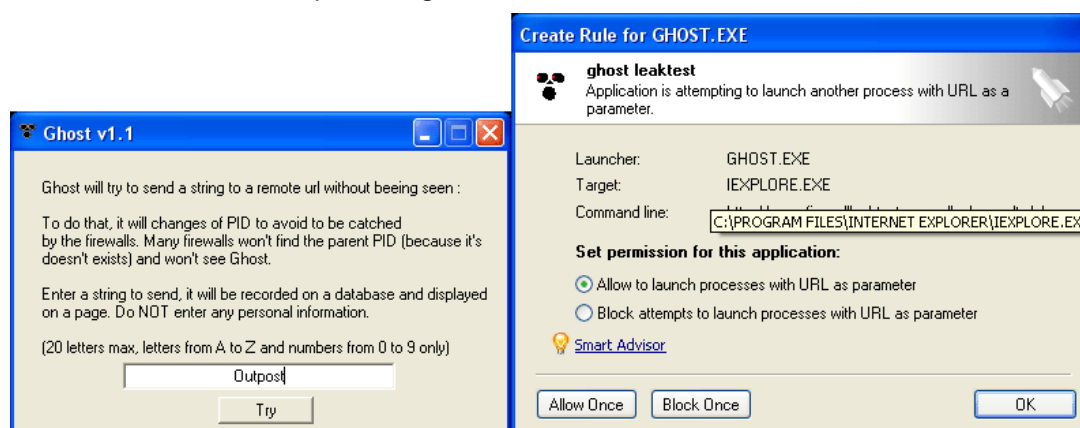 Ghost v1.1
Ghost will try to send a string to a remote url without beeing seen :
To do that, it will changes of PID to avoid to be catched
by the firewalls. Many firewalls won't find the parent PID (because it's
doesn't exists) and won't see Ghost.
Enter a string to send, it will be recorded on a database and displayed
on a page. Do NOT enter any personal information.
(20 letters max, letters from A to Z and numbers from 0 to 9 only)
Outpost
Try
Create Rule for GHOST.EXE
ghost leaktest
Application is attempting to launch another process with URL as a
parameter.
Launcher: GHOST.EXE
Target: IEXPLORE.EXE
Command line:
C:\PROGRAM FILES\INTERNET EXPLORER\IEXPLORE.EX
Set permission for this application:
Allow to launch processes with URL as parameter
Block attempts to launch processes with URL as parameter
Smart Advisor
Allow Once Block Once OK